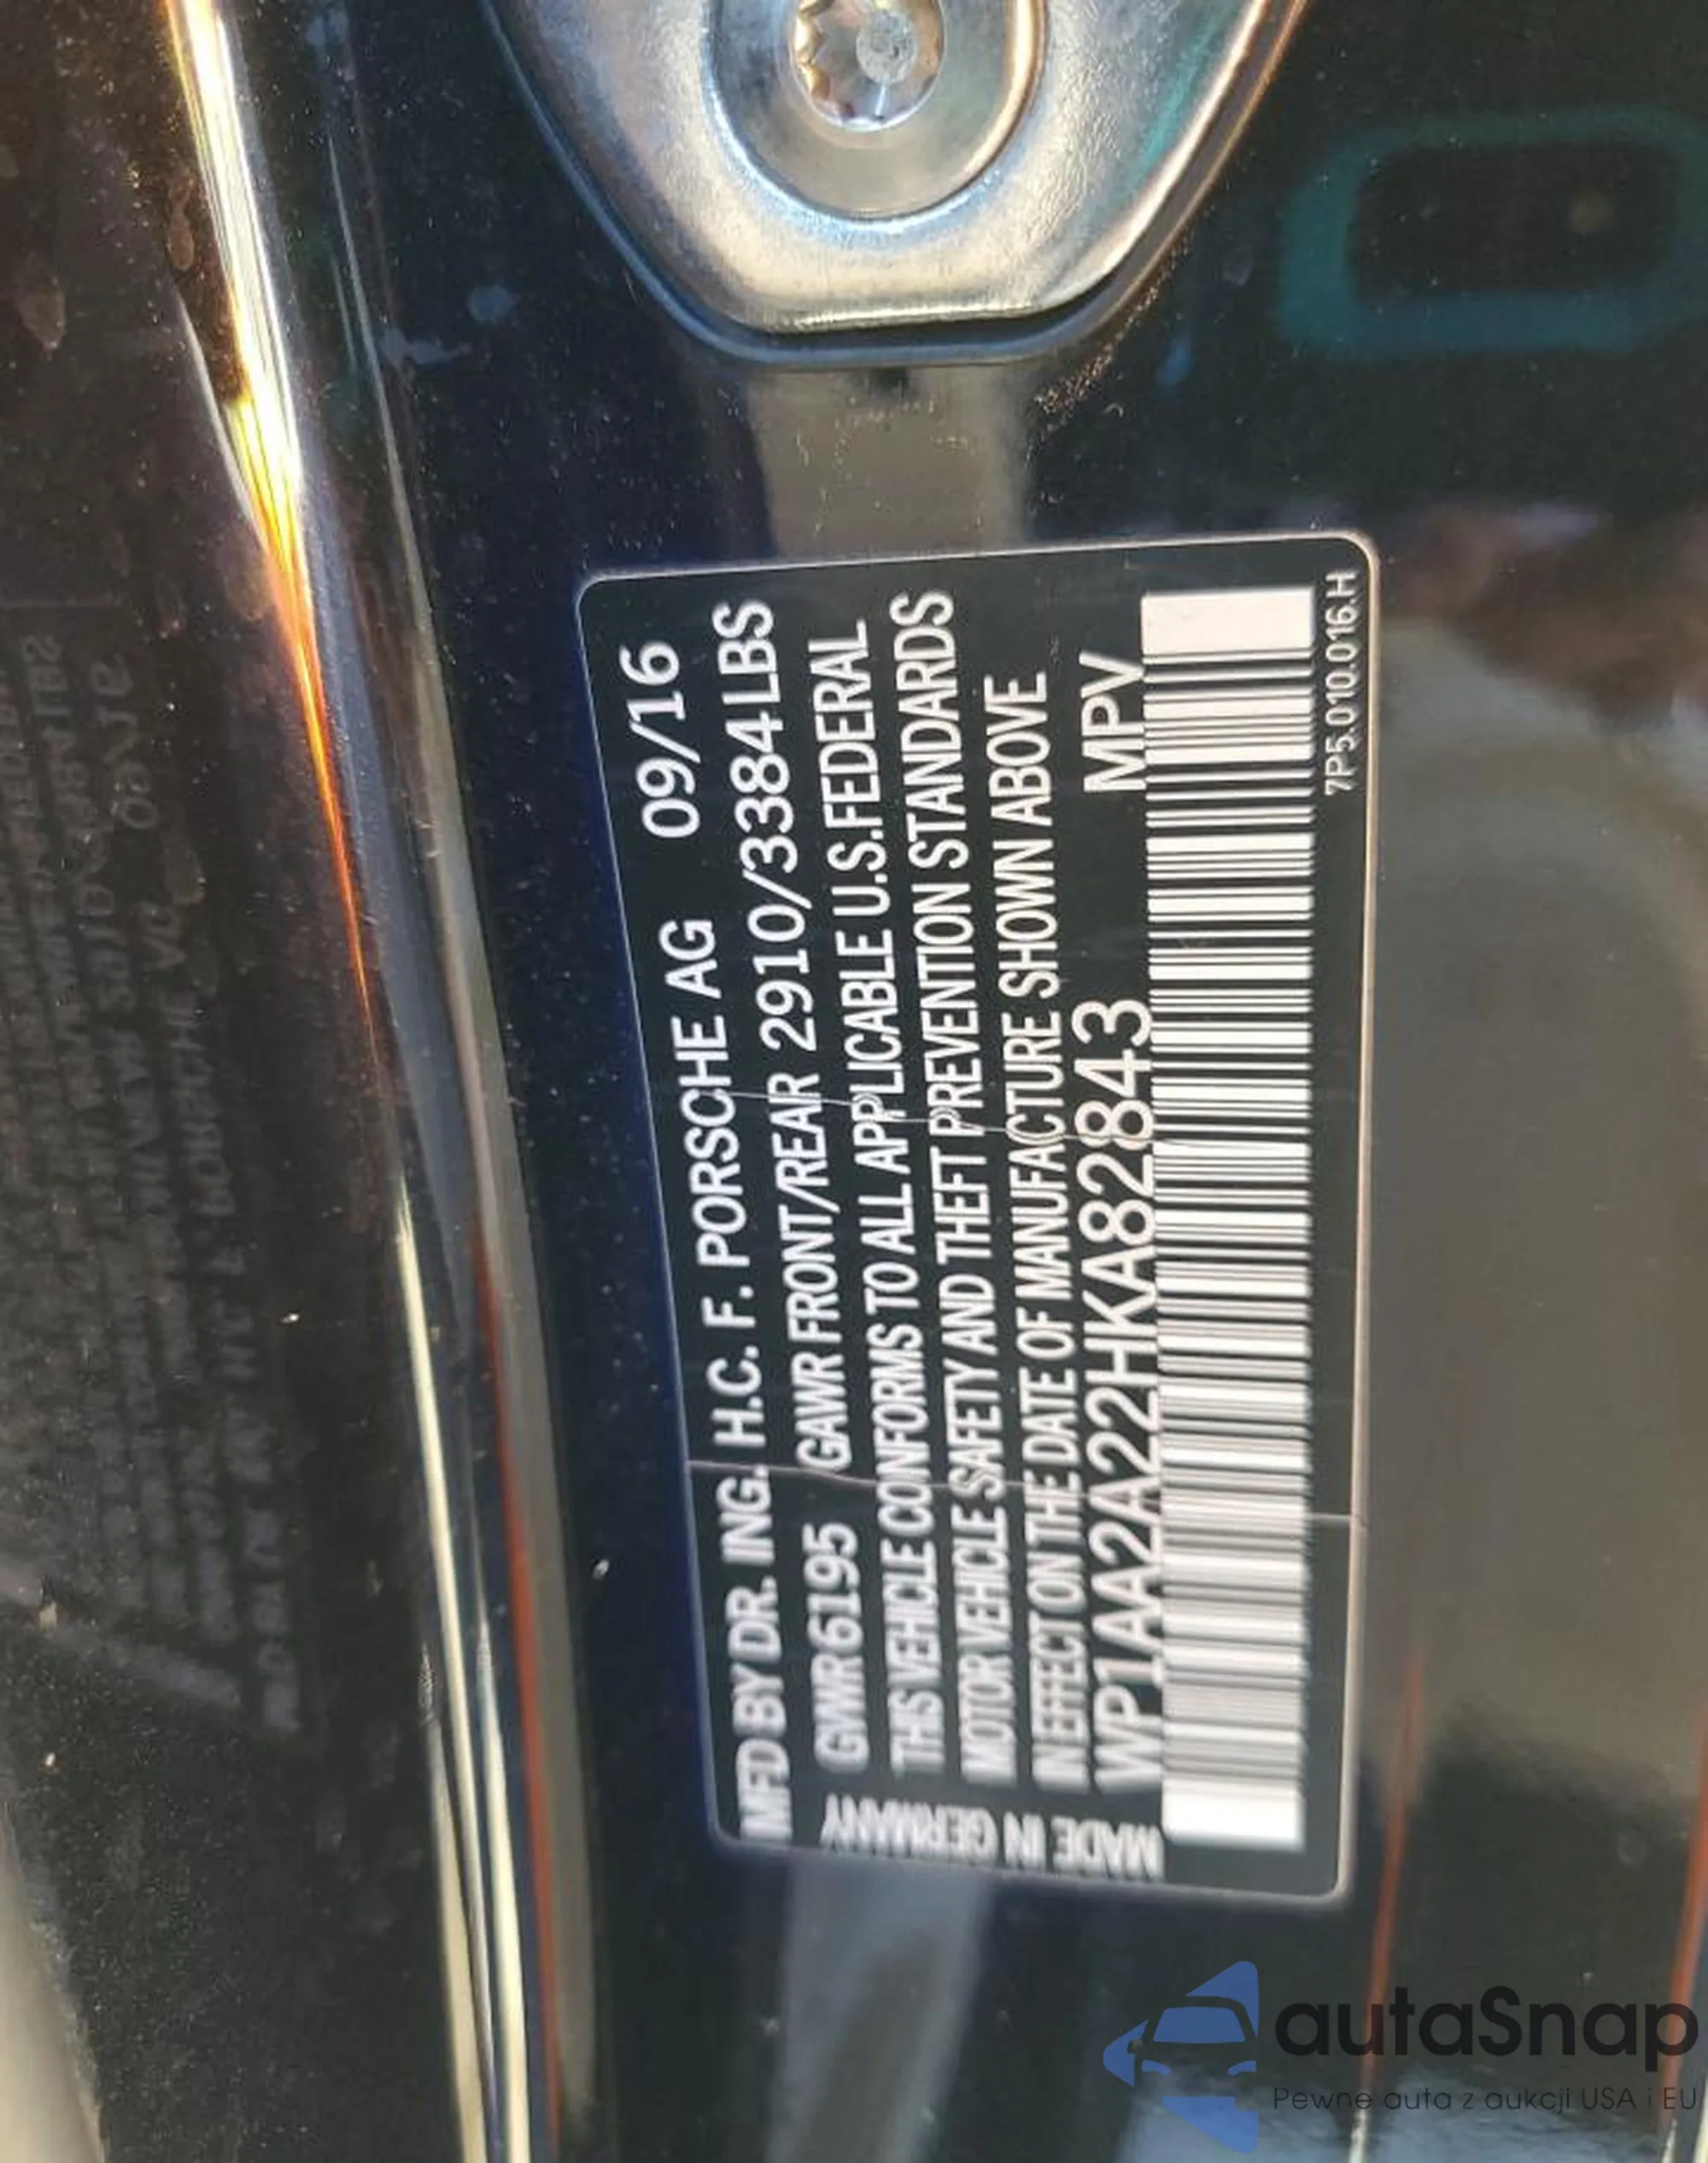 MFD BY DR. ING. H.C. F. PORSCHE AG 09/16
GWR 6195 GAWR FRONT/REAR 2910/3384LBS
THIS VEHICLE CONFORMS TO ALL APPLICABLE U.S.FEDERAL
MOTOR VEHICLE SAFETY AND THEFT PREVENTION STANDARDS
IN EFFECT ON THE DATE OF MANUFACTURE SHOWN ABOVE
WP1AA2A22HKA82843 MPV
MADE IN GERMANY
7P5.010.016.H
autaSnap
Pewne auta z aukcji USA i EU